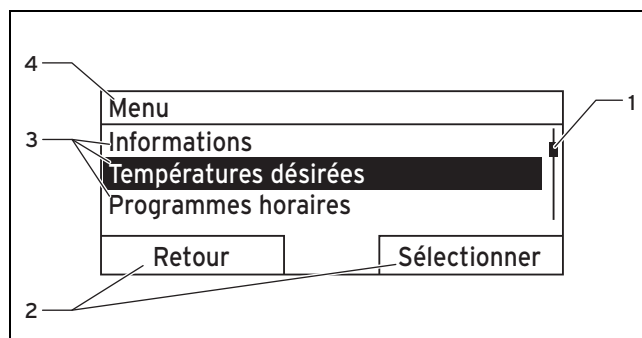 4
Menu
1
3
Informations
Températures désirées
Programmes horaires
Retour Sélectionner
2